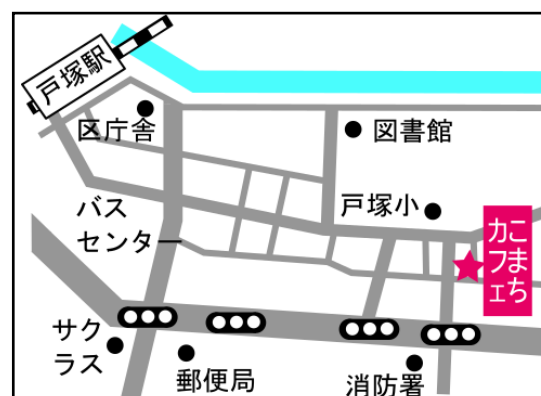 戸塚駅
区庁舎
図書館
バス
センター
戸塚小
こまち
カフェ
サク
ラス
郵便局
消防署